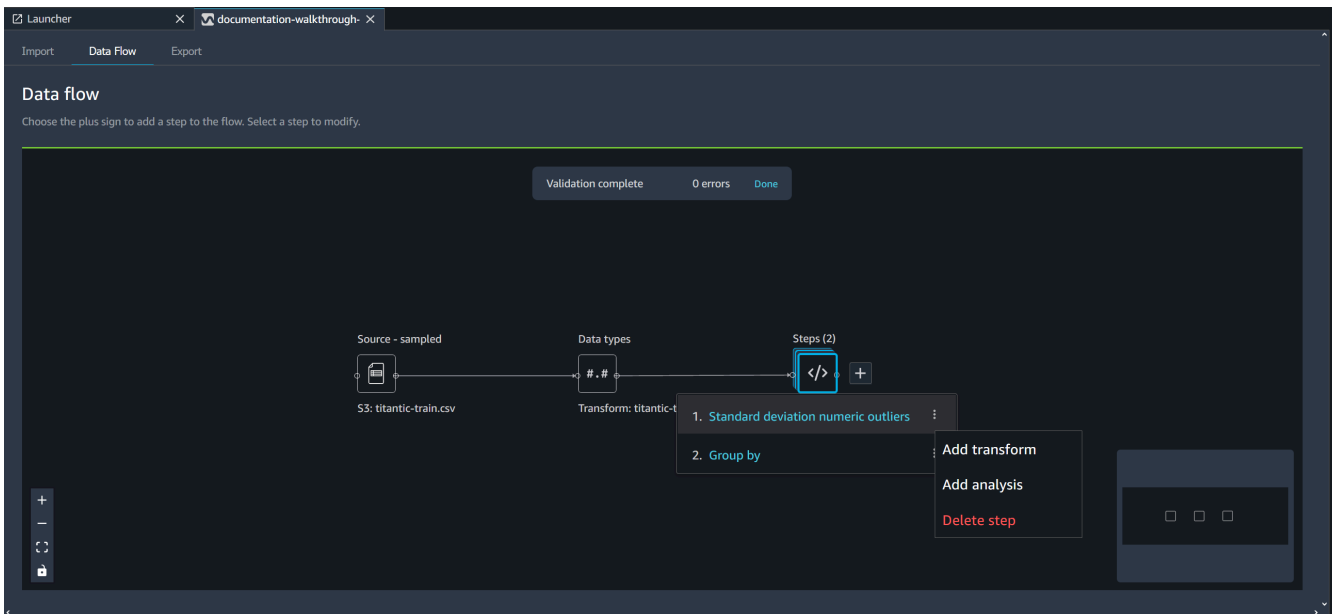 Launcher
documentation-walkthrough-
Import Data Flow Export
Data flow
Choose the plus sign to add a step to the flow. Select a step to modify.
Validation complete 0 errors Done
Source - sampled Data types Steps (2)
#.# </>
S3: titantic-train.csv Transform: titantic-t
1. Standard deviation numeric outliers
2. Group by
Add transform
Add analysis
Delete step